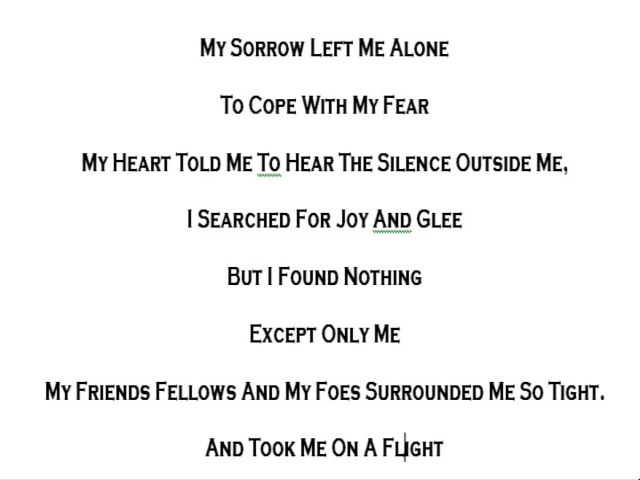 My Sorrow Left Me Alone
To Cope With My Fear
My Heart Told Me To Hear The Silence Outside Me,
I Searched For Joy And Glee
But I Found Nothing
Except Only Me
My Friends Fellows And My Foes Surrounded Me So Tight.
And Took Me On A Flight